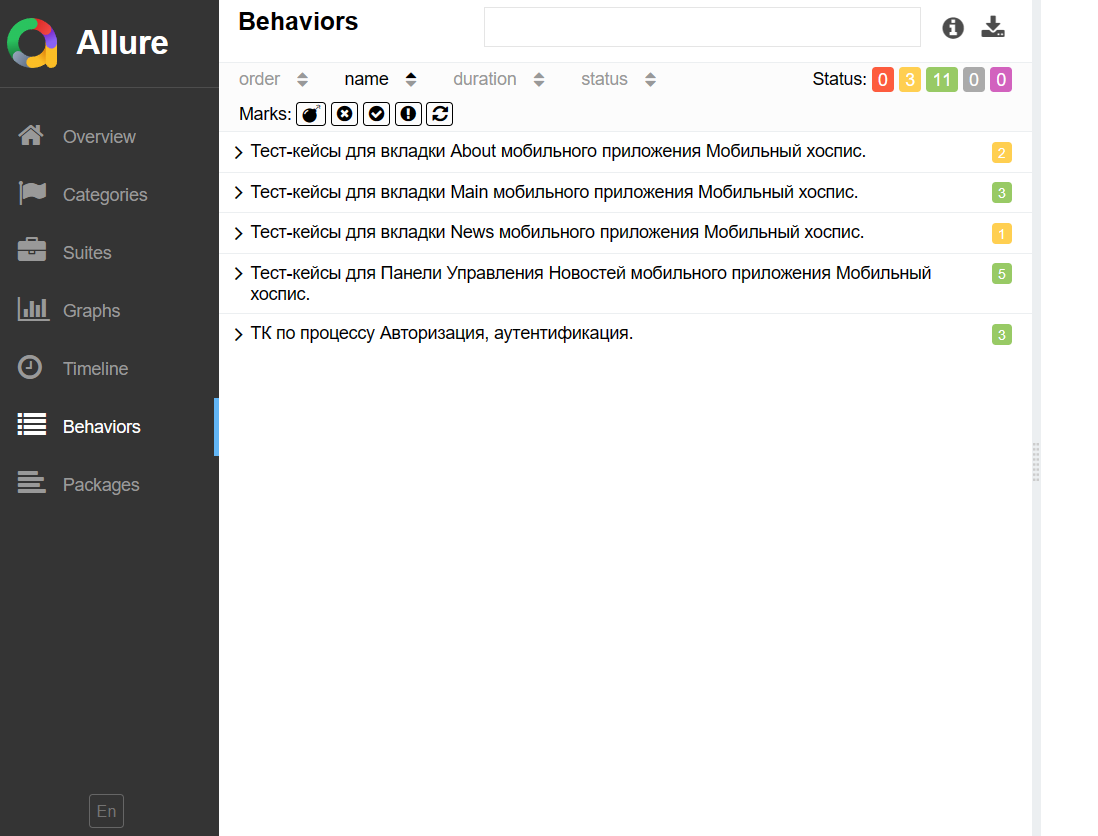 Allure
Overview
Categories
Suites
Graphs
Timeline
Behaviors
Packages
En
Behaviors
order name duration status Status: 0 3 11 0 0
Marks:
Тест-кейсы для вкладки About мобильного приложения Мобильный хоспис. 2
Тест-кейсы для вкладки Main мобильного приложения Мобильный хоспис. 3
Тест-кейсы для вкладки News мобильного приложения Мобильный хоспис. 1
Тест-кейсы для Панели Управления Новостей мобильного приложения Мобильный 5
хоспис.
ТК по процессу Авторизация, аутентификация. 3